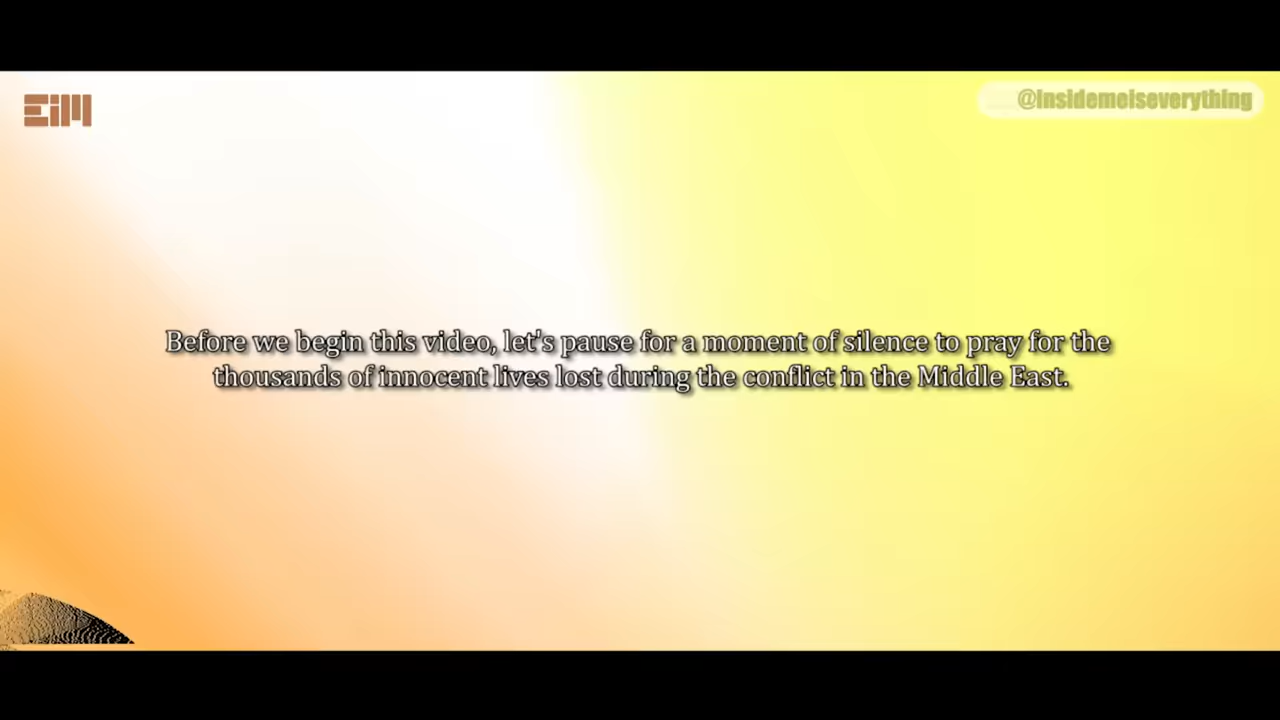 EiM
@insidemeiseverything
Before we begin this video, let's pause for a moment of silence to pray for the
thousands of innocent lives lost during the conflict in the Middle East.